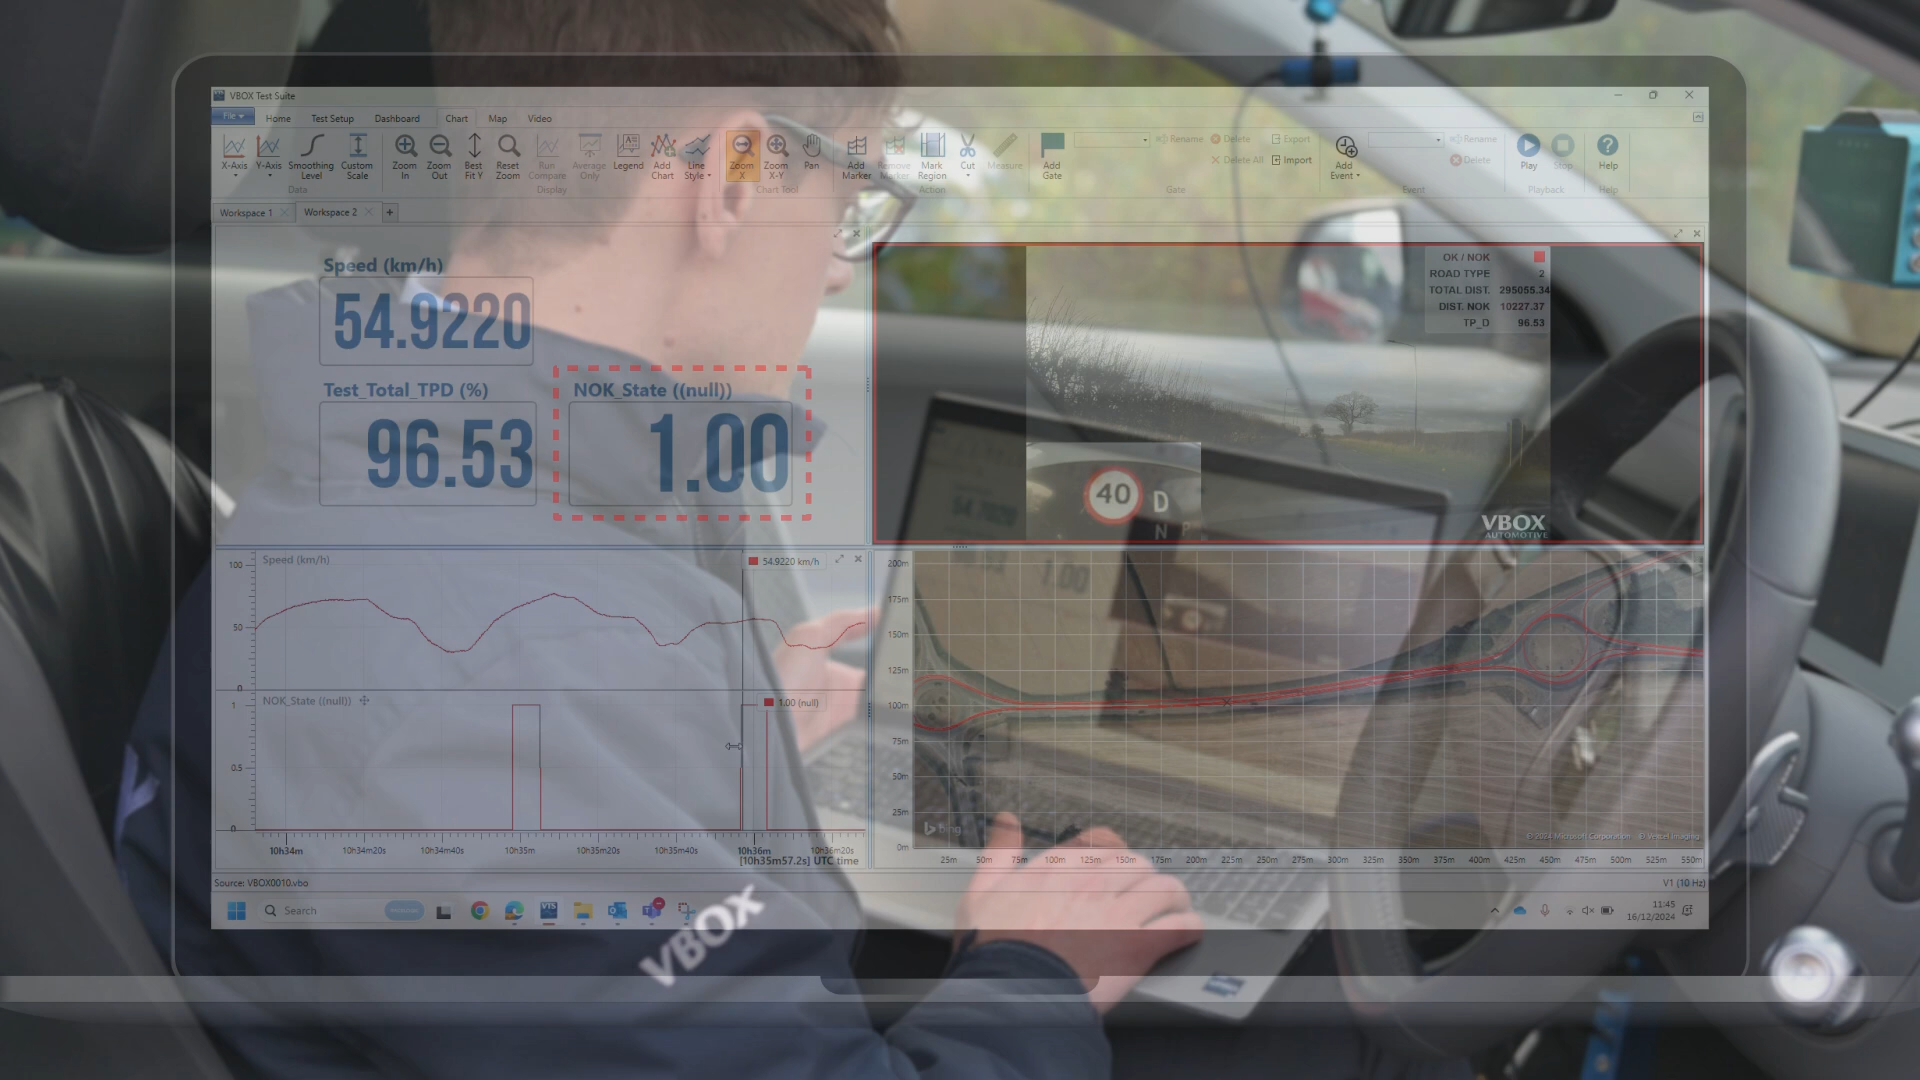 VBOX Test Suite
File Home Test Setup Dashboard Chart Map Video
X-Axis Y-Axis Smoothing Level Custom Scale Zoom In Zoom Out Best Fit Y Reset Zoom Run Compare Average Only Legend Add Chart Line Style Zoom X Zoom X-Y Pan Add Marker Remove Marker Mark Region Cut Measure Add Gate Rename Delete Export Delete All Import Add Event Rename Delete Play Stop Help
Data Display Chart Tool Action Gate Event Playback Help
Workspace 1 Workspace 2 +
Speed (km/h)
54.9220
Test_Total_TPD (%)
96.53
NOK_State ((null))
1.00
OK / NOK
ROAD TYPE 2
TOTAL DIST. 295055.34
DIST. NOK 10227.37
TP_D 96.53
40 D
N P
VBOX
AUTOMOTIVE
Speed (km/h)
54.9220 km/h
100
50
0
NOK_State ((null))
1.00 (null)
1
0.5
0
10h34m 10h34m20s 10h34m40s 10h35m 10h35m20s 10h35m40s 10h36m 10h36m20s
[10h35m57.2s] UTC time
200m
175m
150m
125m
100m
75m
50m
25m
0m
Bing
© 2024 Microsoft Corporation © Vexcel Imaging
25m 50m 75m 100m 125m 150m 175m 200m 225m 250m 275m 300m 325m 350m 375m 400m 425m 450m 475m 500m 525m 550m
Source: VBOX0010.vbo
V1 (10 Hz)
Search
VTS
11:45
16/12/2024
VBOX